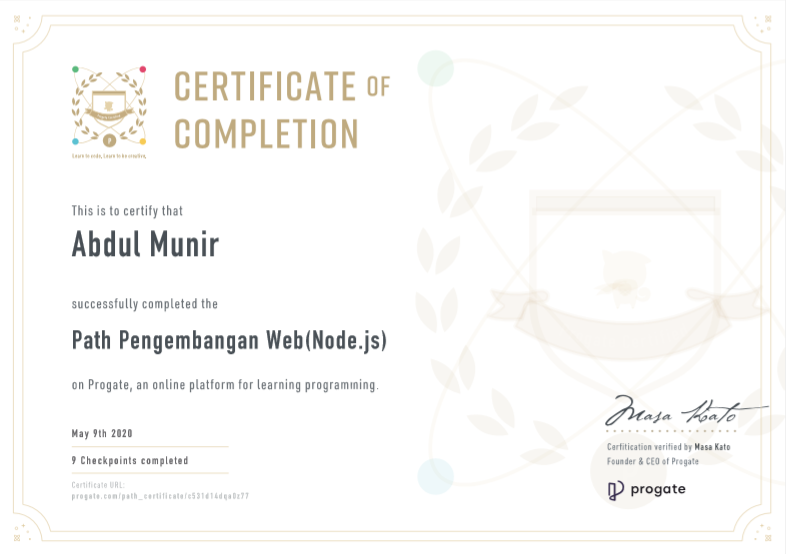 CERTIFICATE OF
COMPLETION
Learn to code, Learn to be creative.
This is to certify that
Abdul Munir
successfully completed the
Path Pengembangan Web(Node.js)
on Progate, an online platform for learning programming.
May 9th 2020
9 Checkpoints completed
Certificate URL:
progate.com/path_certificate/c531d14dqa0z77
Masa Kato
Certification verified by Masa Kato
Founder & CEO of Progate
progate